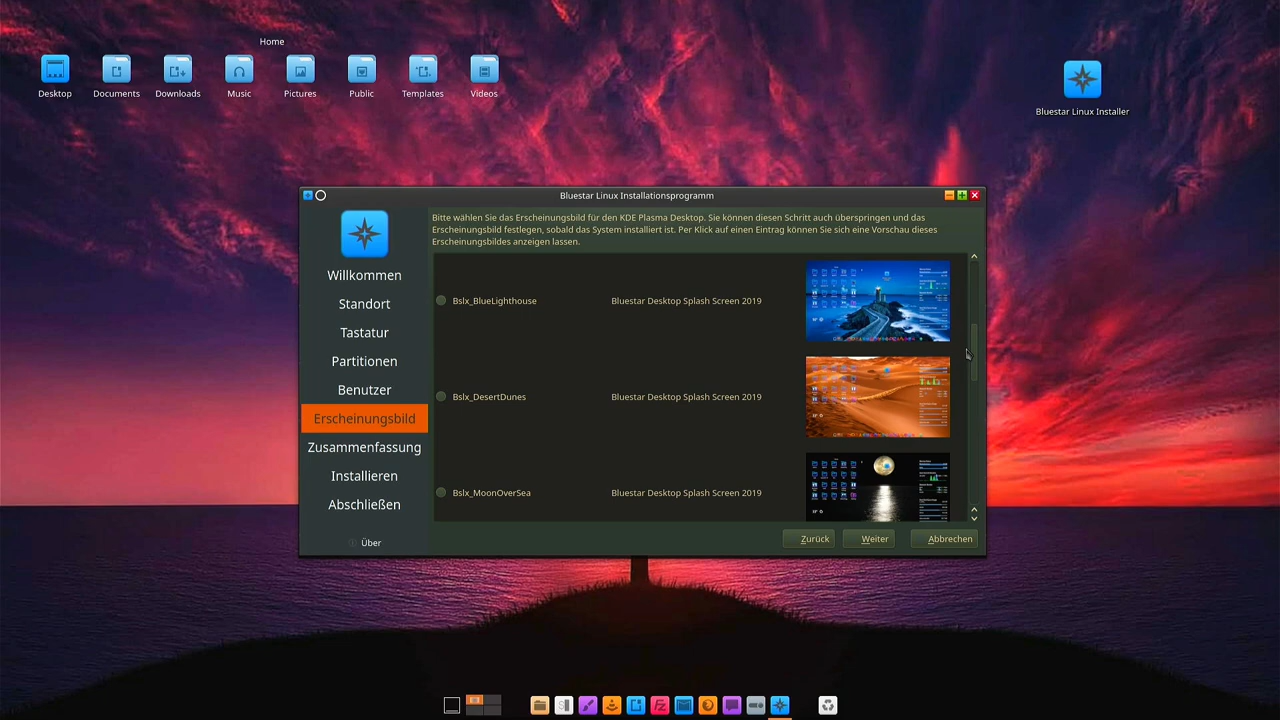 Home
Desktop Documents Downloads Music Pictures Public Templates Videos
Bluestar Linux Installer
Bluestar Linux Installationsprogramm
Willkommen
Standort
Tastatur
Partitionen
Benutzer
Erscheinungsbild
Zusammenfassung
Installieren
Abschließen
Über
Bitte wählen Sie das Erscheinungsbild für den KDE Plasma Desktop. Sie können diesen Schritt auch überspringen und das
Erscheinungsbild festlegen, sobald das System installiert ist. Per Klick auf einen Eintrag können Sie sich eine Vorschau dieses
Erscheinungsbildes anzeigen lassen.
Bslx_BlueLighthouse Bluestar Desktop Splash Screen 2019
Bslx_DesertDunes Bluestar Desktop Splash Screen 2019
Bslx_MoonOverSea Bluestar Desktop Splash Screen 2019
Zurück Weiter Abbrechen